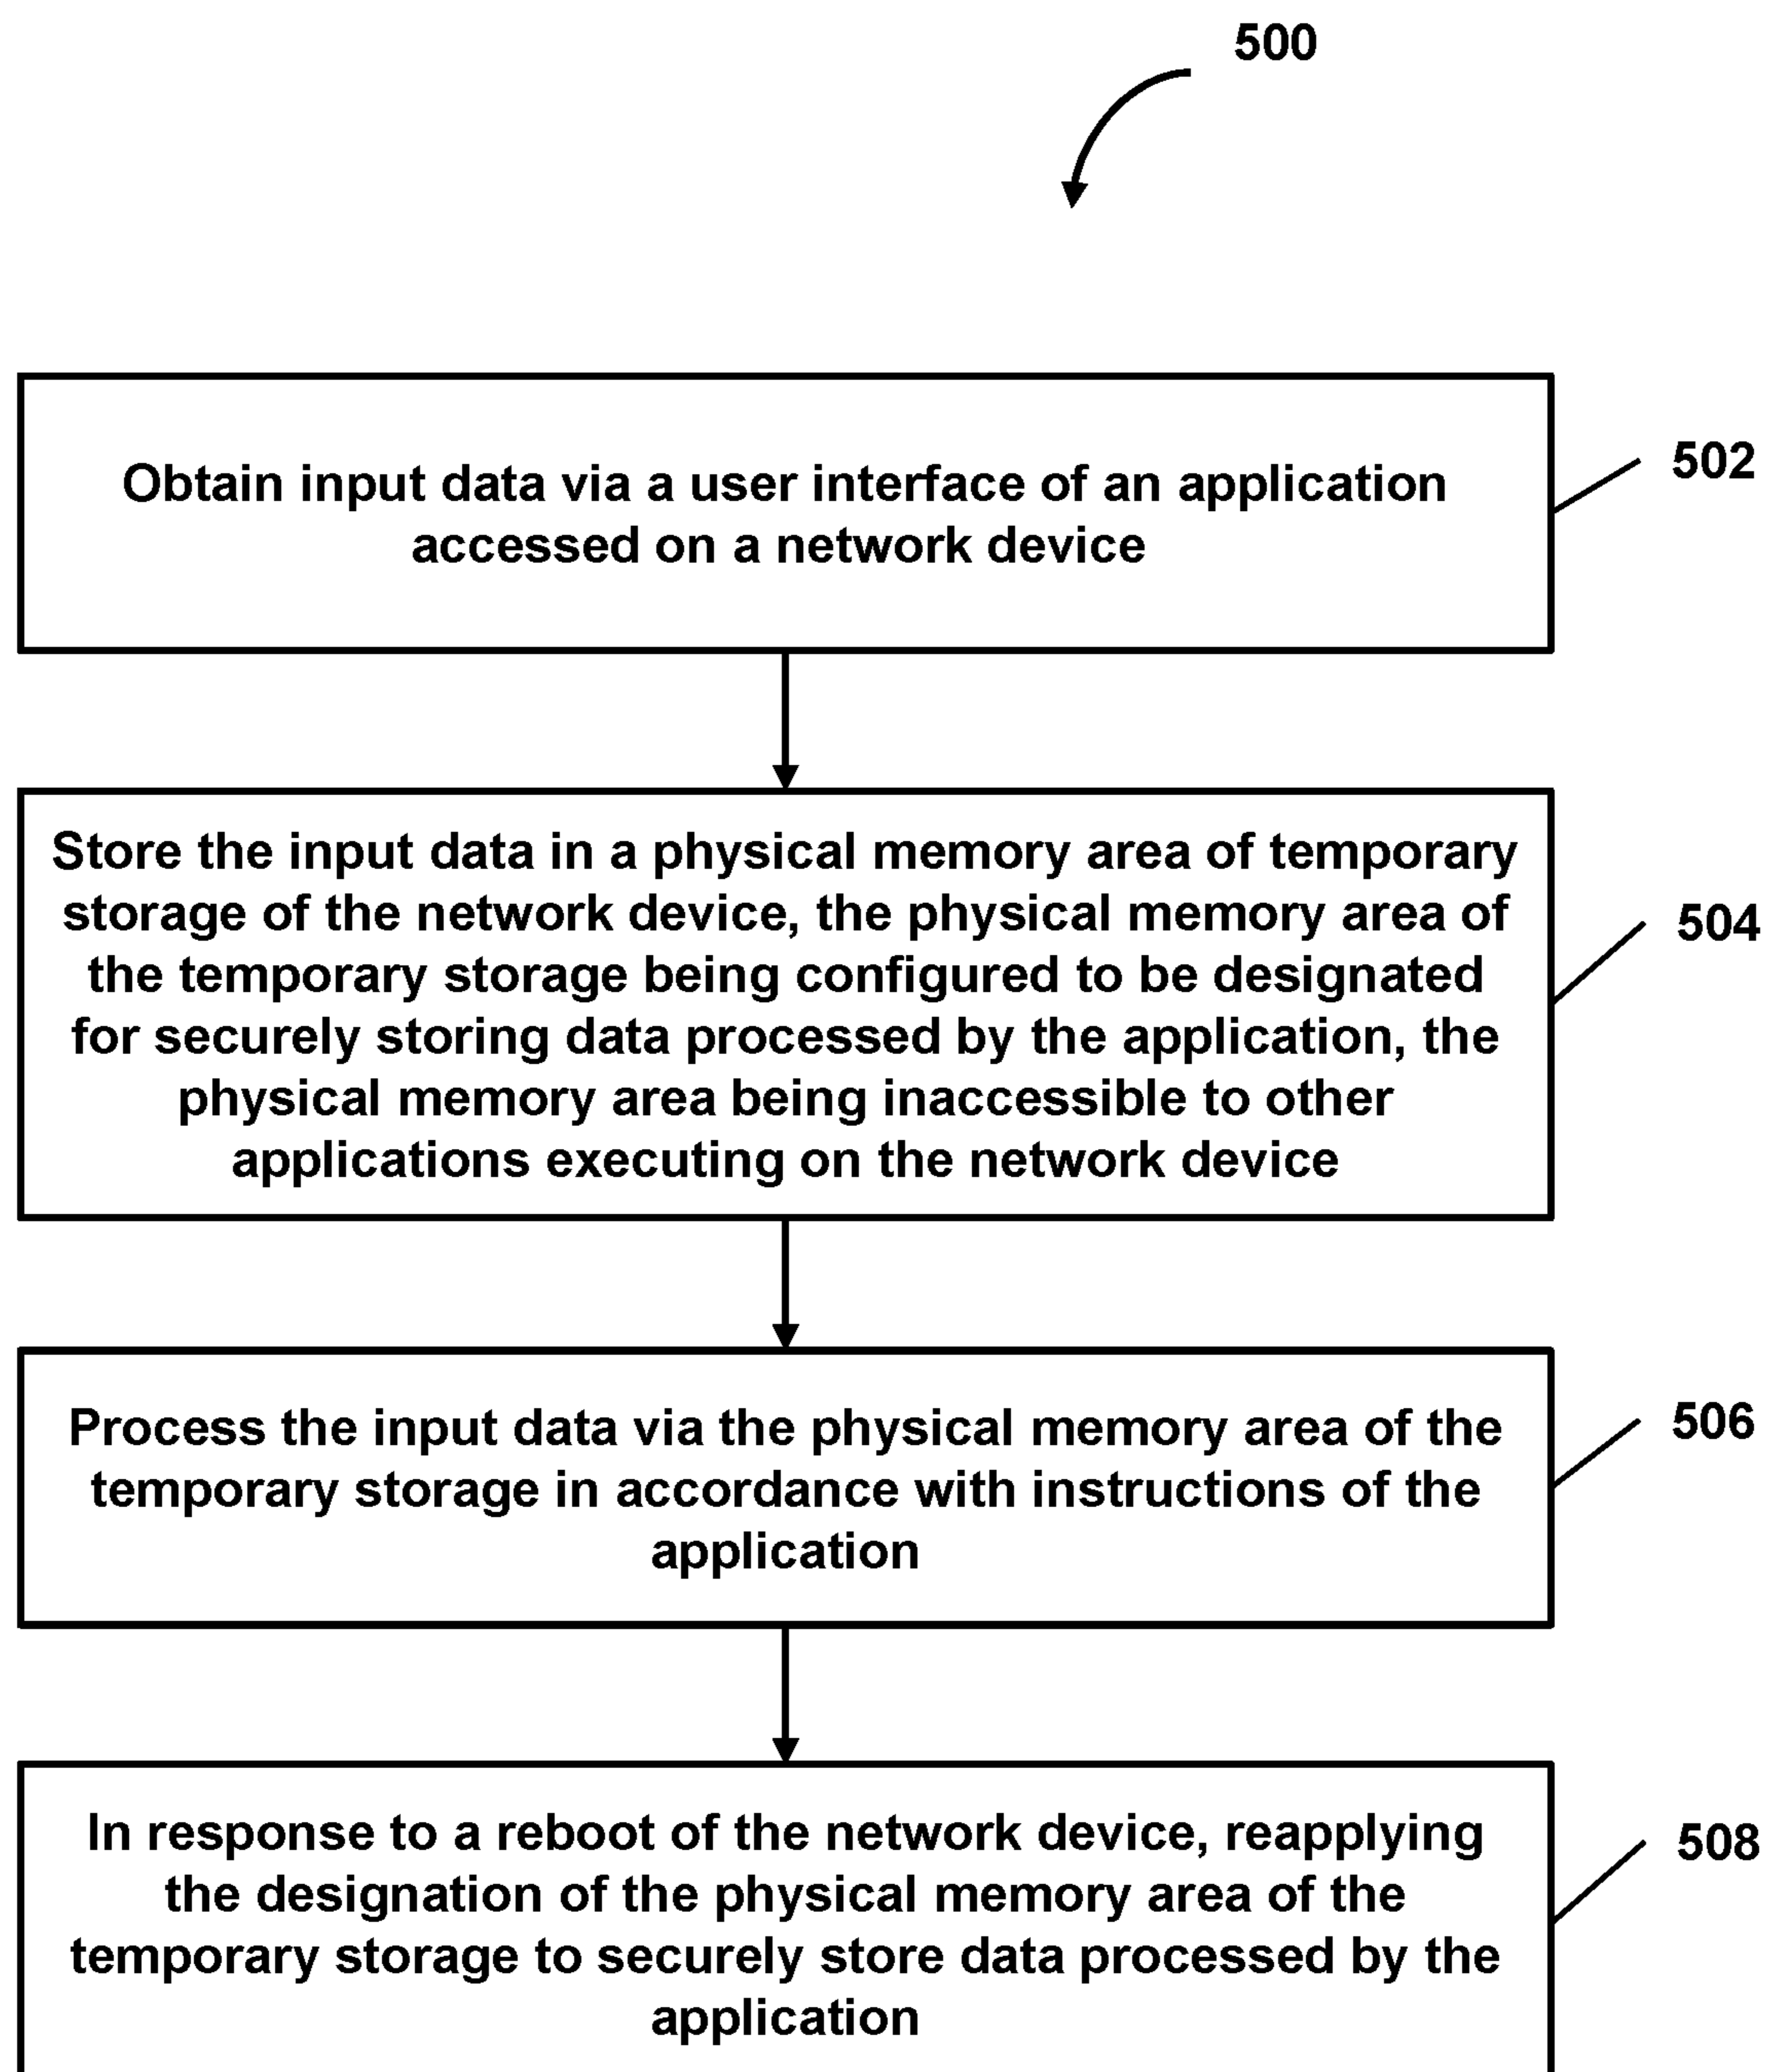 500
Obtain input data via a user interface of an application
accessed on a network device
502
Store the input data in a physical memory area of temporary
storage of the network device, the physical memory area of
the temporary storage being configured to be designated
for securely storing data processed by the application, the
physical memory area being inaccessible to other
applications executing on the network device
504
Process the input data via the physical memory area of the
temporary storage in accordance with instructions of the
application
506
In response to a reboot of the network device, reapplying
the designation of the physical memory area of the
temporary storage to securely store data processed by the
application
508